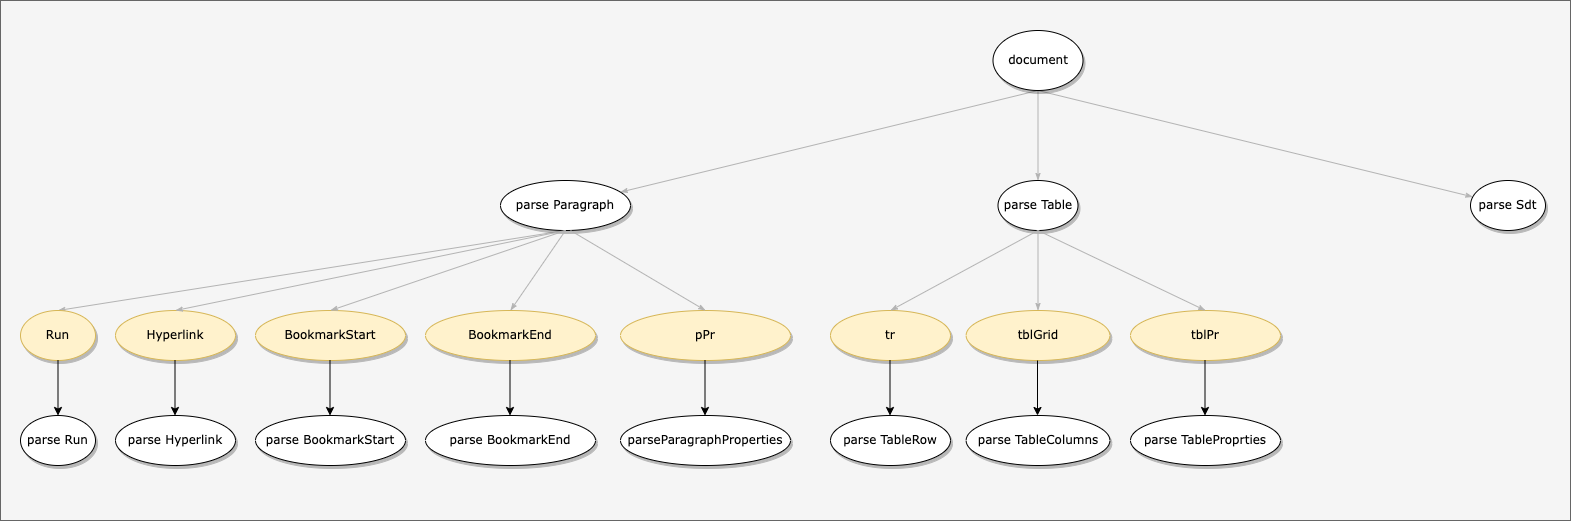 document
parse Paragraph
parse Table
parse Sdt
Run
Hyperlink
BookmarkStart
BookmarkEnd
pPr
tr
tblGrid
tblPr
parse Run
parse Hyperlink
parse BookmarkStart
parse BookmarkEnd
parseParagraphProperties
parse TableRow
parse TableColumns
parse TableProprties